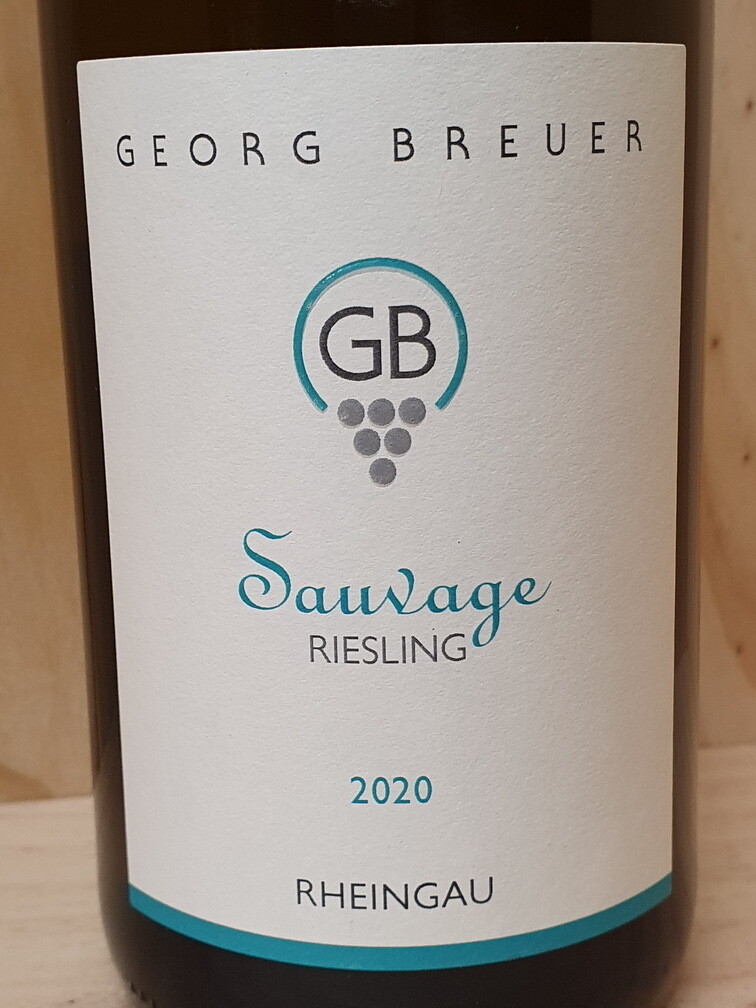 GEORG BREUER
GB
Sauvage
RIESLING
2020
RHEINGAU